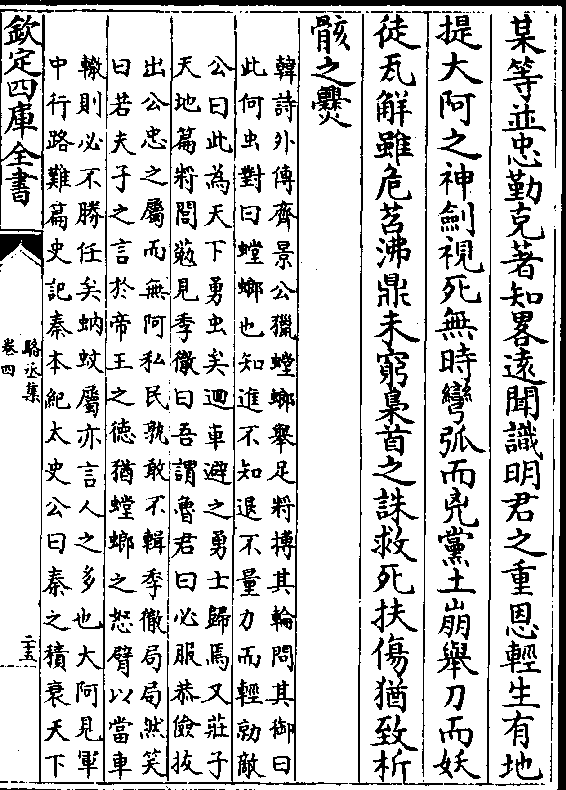 某等並忠勤克著知畧遠聞識明君之重恩輕生有地
提大阿之神劍視死無時彎弧而兇黨土崩舉刀而妖
徒瓦解雖危苕沸鼎未窮梟首之誅救死扶傷猶致析
骸之爨
韓詩外傳齊景公獵螳螂舉足將搏其輪問其御曰
此何虫對曰螳螂也知進不知退不量力而輕就敵
公曰此為天下勇虫矣迴車避之勇士歸焉又莊子
天地篇將閭葂見季徹曰吾謂魯君曰必服恭儉抜
出公忠之屬而無阿私民孰敢不輯季徹局局然笑
曰若夫子之言於帝王之徳猶螳螂之怒臂以當車
轍則必不勝任矣蚋蚊屬亦言人之多也大阿見軍
中行路難篇史記秦本紀太史公曰秦之積衰天下
欽定四庫全書
駱丞集
卷四
二十五